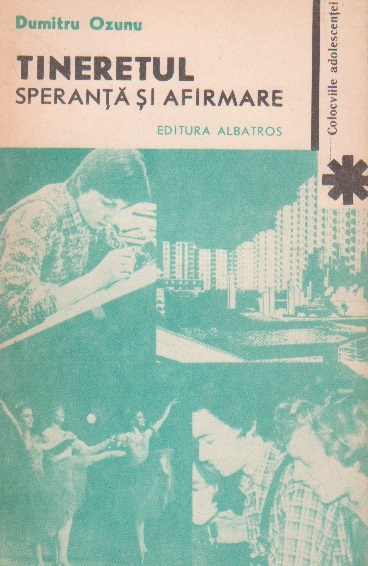 Dumitru Ozunu
TINERETUL
SPERANȚĂ ȘI AFIRMARE
EDITURA ALBATROS
Colocviile adolescenței